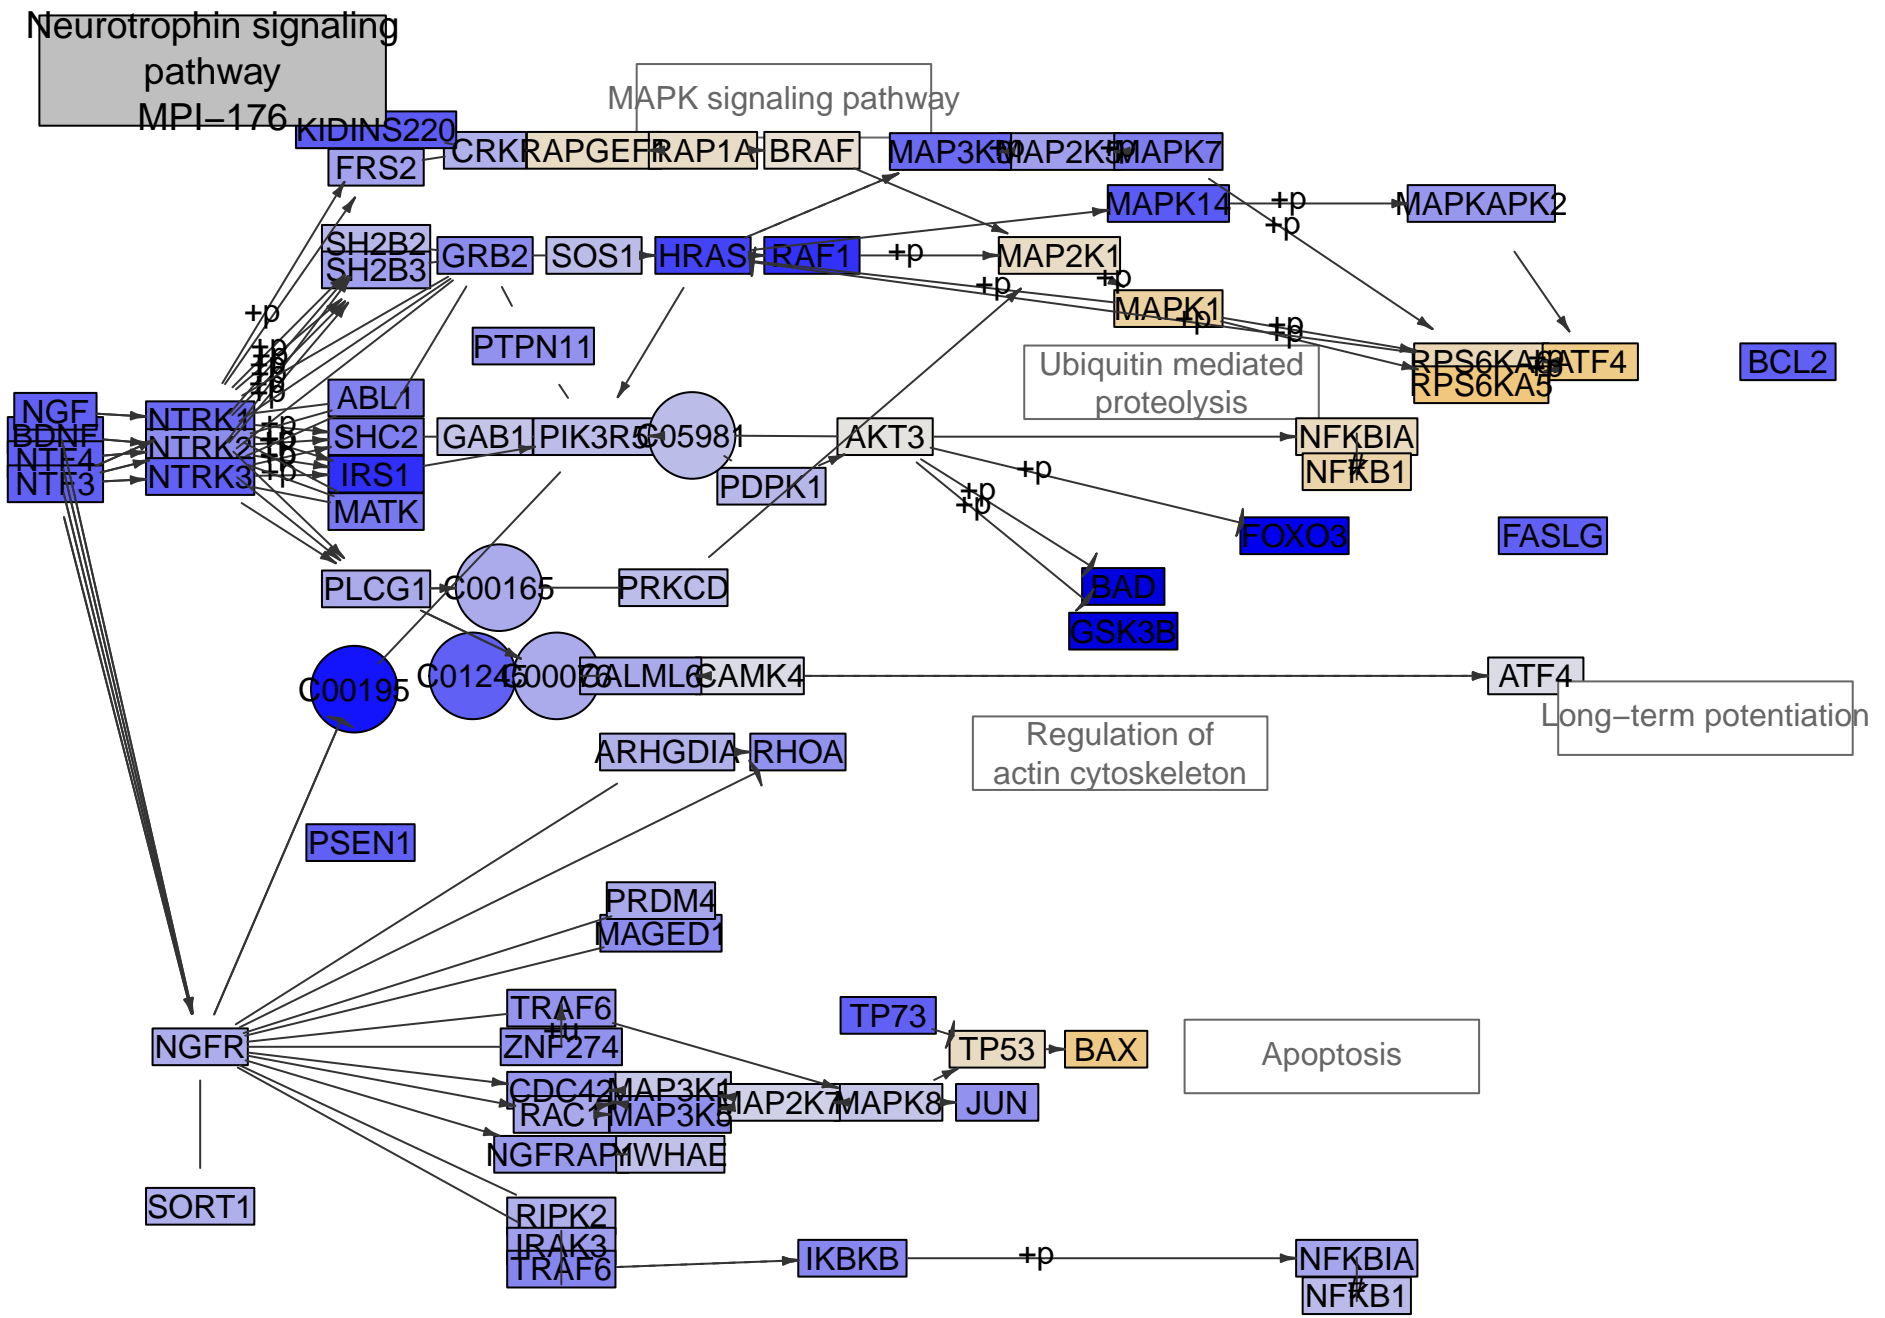 Neurotrophin signaling
pathway
MPI−176
MAPK signaling pathway
KIDINS220
FRS2
CRK
RAPGEF1
RAP1A
BRAF
MAP3K3
+p
MAP2K5
+p
MAPK7
MAPK14
+p
MAPKAPK2
+p
SH2B2
SH2B3
GRB2
SOS1
HRAS
RAF1
+p
MAP2K1
+p
+p
MAPK1
+p
+p
+p
+p
PTPN11
Ubiquitin mediated
proteolysis
RPS6KA6
RPS6KA5
+p
+p
ATF4
BCL2
+p
+p
+p
+p
+p
NGF
BDNF
NTF4
NTF3
NTRK1
NTRK2
NTRK3
+p
+p
+p
+p
ABL1
SHC2
IRS1
MATK
GAB1
PIK3R5
C05981
PDPK1
AKT3
NFKBIA
NFKB1
+p
+p
+p
FOXO3
FASLG
BAD
GSK3B
PLCG1
C00165
PRKCD
C00195
C01245
C00076
CALML6
CAMK4
ATF4
Long−term potentiation
ARHGDIA
RHOA
Regulation of
actin cytoskeleton
PSEN1
PRDM4
MAGED1
NGFR
TRAF6
+u
ZNF274
CDC42
RAC1
MAP3K1
MAP3K5
MAP2K7
MAPK8
JUN
TP73
TP53
BAX
Apoptosis
NGFRAP1
YWHAE
SORT1
RIPK2
IRAK3
TRAF6
IKBKB
+p
NFKBIA
NFKB1